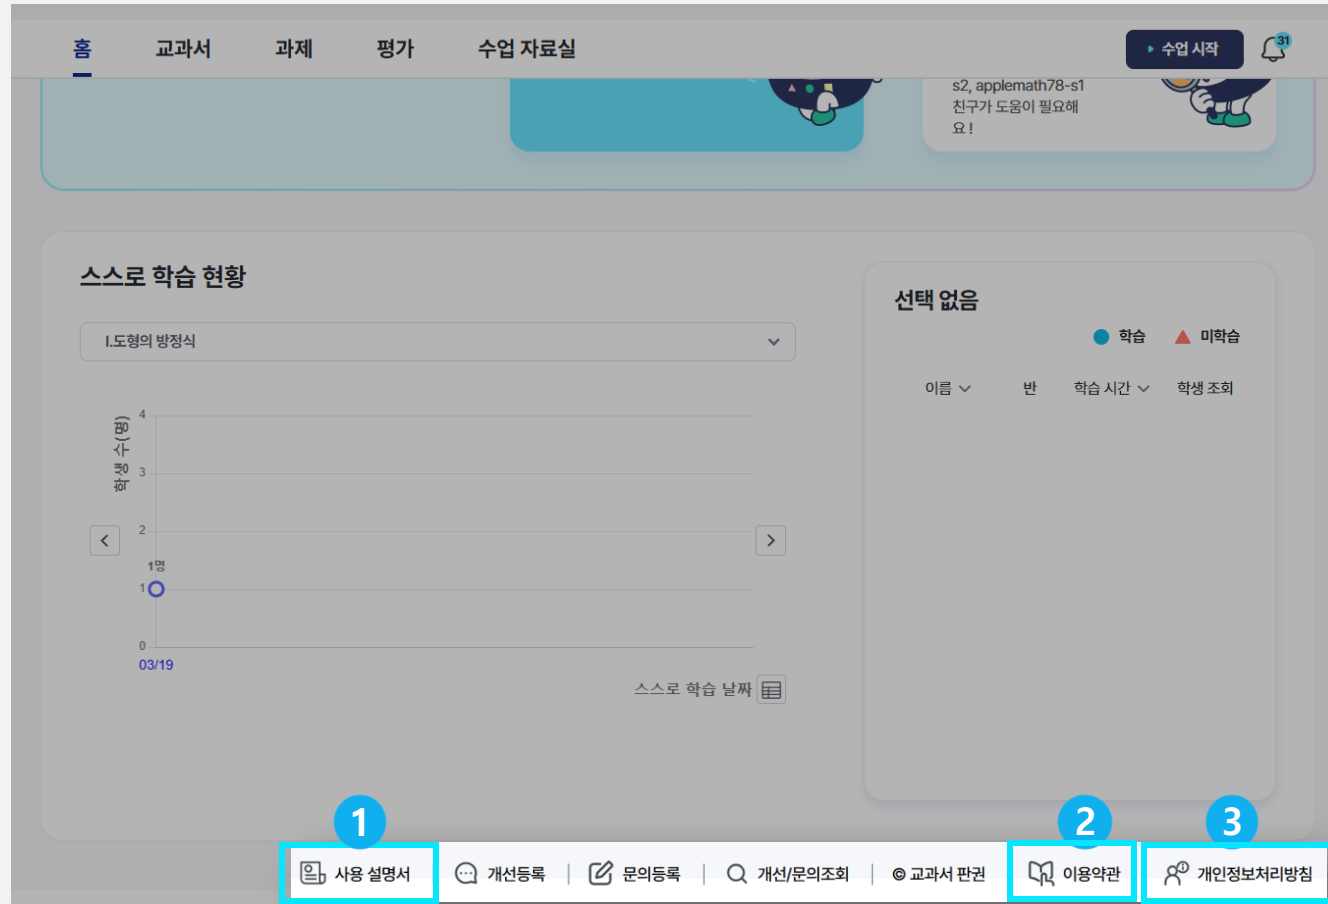 홈 교과서 과제 평가 수업 자료실 수업 시작 31
s2, applemath78-s1
친구가 도움이 필요해
요!
스스로 학습 현황
I.도형의 방정식
학생 수(명)
4
3
2
1명
1
0
03/19
스스로 학습 날짜
선택 없음
학습 미학습
이름 반 학습 시간 학생 조회
1 2 3
사용 설명서 개선등록 | 문의등록 | 개선/문의조회 | © 교과서 판권 이용약관 개인정보처리방침